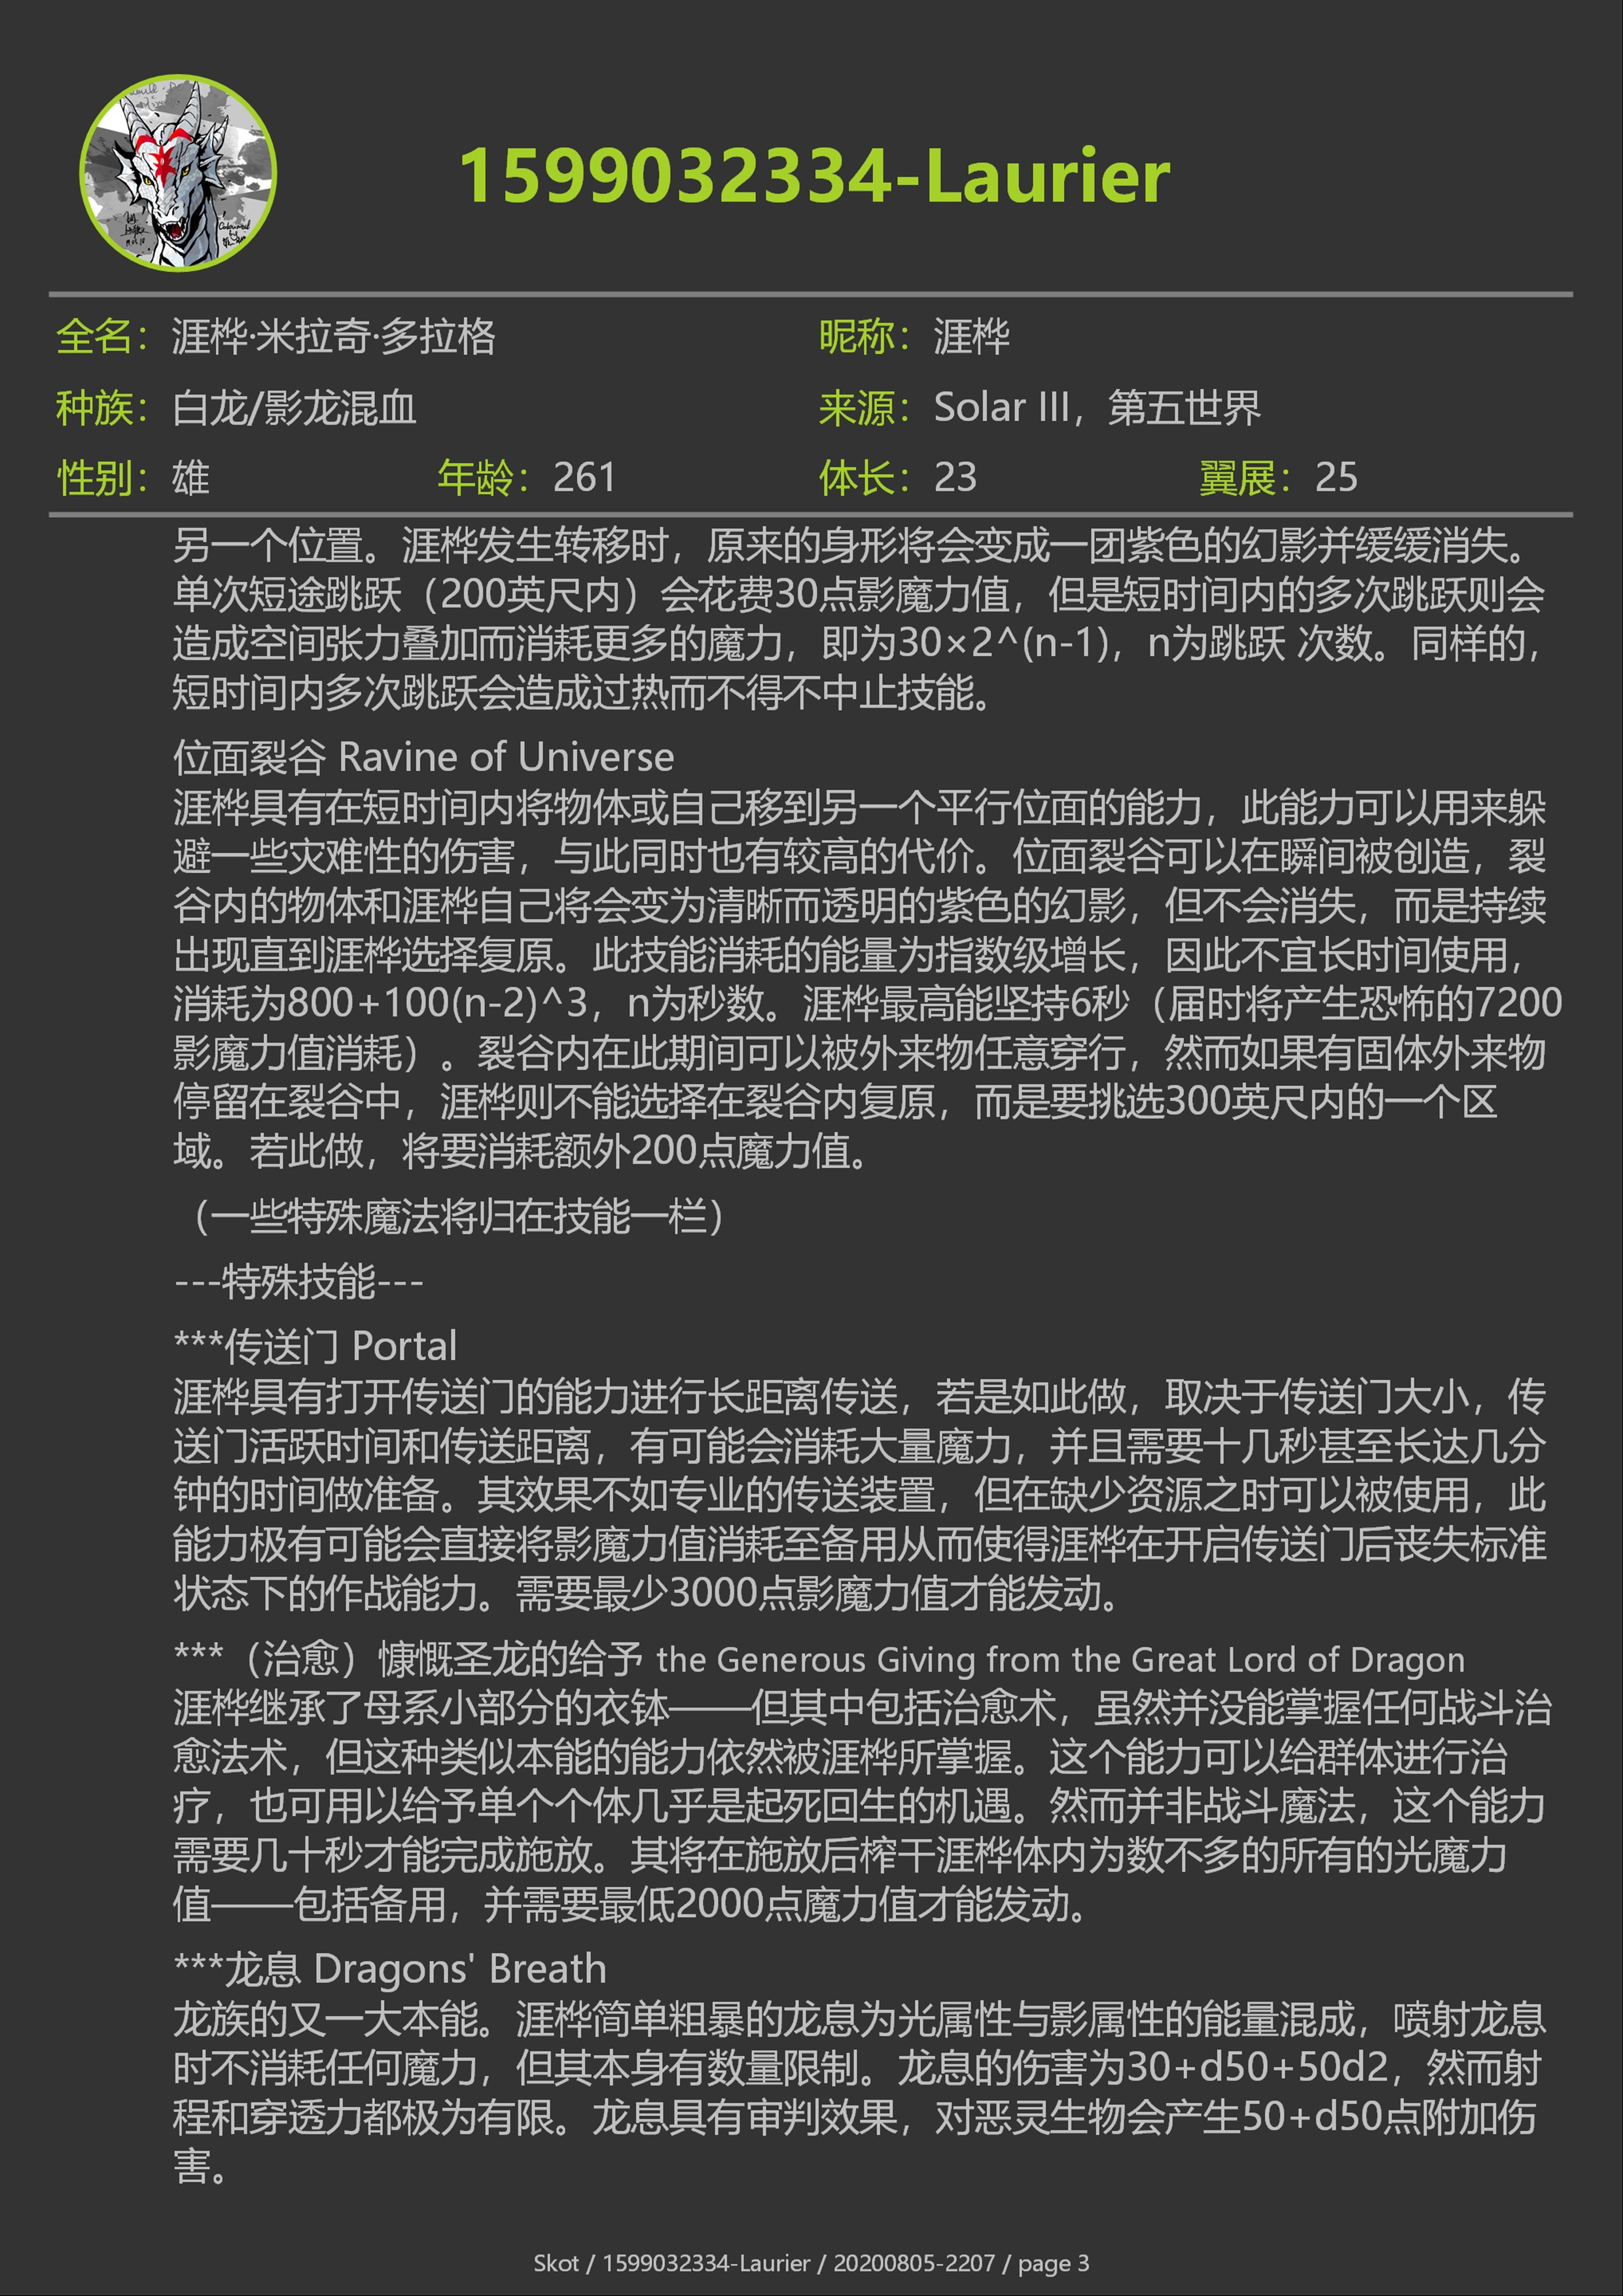 1599032334-Laurier
全名：涯桦·米拉奇·多拉格 昵称：涯桦
种族：白龙/影龙混血 来源：Solar III，第五世界
性别：雄 年龄：261 体长：23 翼展：25
另一个位置。涯桦发生转移时，原来的身形将会变成一团紫色的幻影并缓缓消失。
单次短途跳跃（200英尺内）会花费30点影魔力值，但是短时间内的多次跳跃则会
造成空间张力叠加而消耗更多的魔力，即为30×2^(n-1)，n为跳跃 次数。同样的，
短时间内多次跳跃会造成过热而不得不中止技能。
位面裂谷 Ravine of Universe
涯桦具有在短时间内将物体或自己移到另一个平行位面的能力，此能力可以用来躲
避一些灾难性的伤害，与此同时也有较高的代价。位面裂谷可以在瞬间被创造，裂
谷内的物体和涯桦自己将会变为清晰而透明的紫色的幻影，但不会消失，而是持续
出现直到涯桦选择复原。此技能消耗的能量为指数级增长，因此不宜长时间使用，
消耗为800+100(n-2)^3，n为秒数。涯桦最高能坚持6秒（届时将产生恐怖的7200
影魔力值消耗）。裂谷内在此期间可以被外来物任意穿行，然而如果有固体外来物
停留在裂谷中，涯桦则不能选择在裂谷内复原，而是要挑选300英尺内的一个区
域。若此做，将要消耗额外200点魔力值。
（一些特殊魔法将归在技能一栏）
---特殊技能---
***传送门 Portal
涯桦具有打开传送门的能力进行长距离传送，若是如此做，取决于传送门大小，传
送门活跃时间和传送距离，有可能会消耗大量魔力，并且需要十几秒甚至长达几分
钟的时间做准备。其效果不如专业的传送装置，但在缺少资源之时可以被使用，此
能力极有可能会直接将影魔力值消耗至备用从而使得涯桦在开启传送门后丧失标准
状态下的作战能力。需要最少3000点影魔力值才能发动。
***（治愈）慷慨圣龙的给予 the Generous Giving from the Great Lord of Dragon
涯桦继承了母系小部分的衣钵——但其中包括治愈术，虽然并没能掌握任何战斗治
愈法术，但这种类似本能的能力依然被涯桦所掌握。这个能力可以给群体进行治
疗，也可用以给予单个个体几乎是起死回生的机遇。然而并非战斗魔法，这个能力
需要几十秒才能完成施放。其将在施放后榨干涯桦体内为数不多的所有的光魔力
值——包括备用，并需要最低2000点魔力值才能发动。
***龙息 Dragons' Breath
龙族的又一大本能。涯桦简单粗暴的龙息为光属性与影属性的能量混成，喷射龙息
时不消耗任何魔力，但其本身有数量限制。龙息的伤害为30+d50+50d2，然而射
程和穿透力都极为有限。龙息具有审判效果，对恶灵生物会产生50+d50点附加伤
害。
Skot / 1599032334-Laurier / 20200805-2207 / page 3